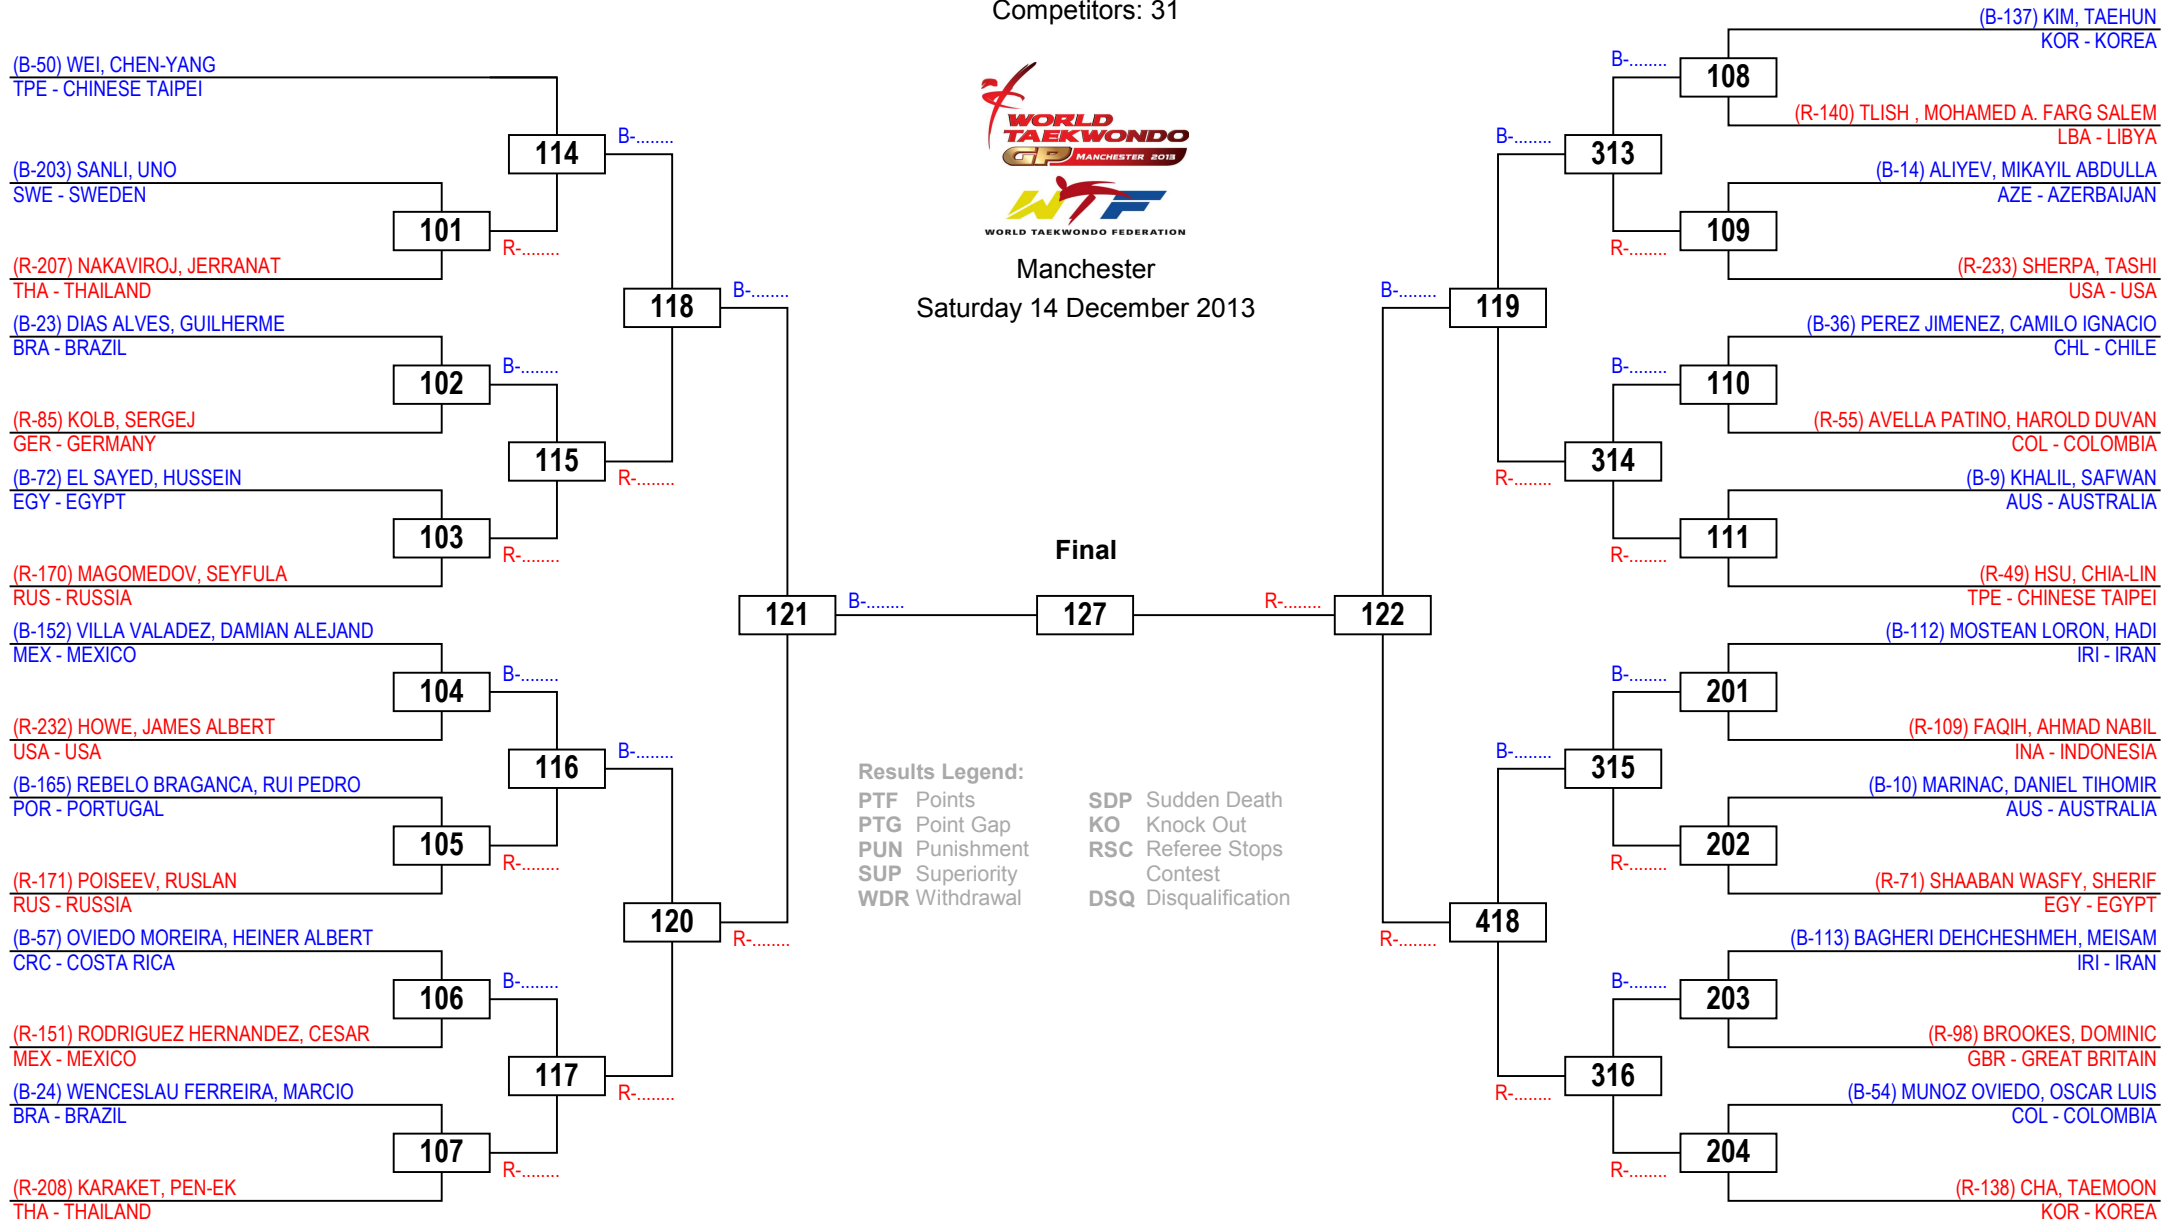 Competitors: 31
WORLD
TAEKWONDO
GP MANCHESTER 2013
WTF
WORLD TAEKWONDO FEDERATION
Manchester
Saturday 14 December 2013
(B-50) WEI, CHEN-YANG
TPE - CHINESE TAIPEI
114
B-........
(B-203) SANLI, UNO
SWE - SWEDEN
101
R-........
(R-207) NAKAVIROJ, JERRANAT
THA - THAILAND
118
B-........
(B-23) DIAS ALVES, GUILHERME
BRA - BRAZIL
102
B-........
(R-85) KOLB, SERGEJ
GER - GERMANY
115
R-........
(B-72) EL SAYED, HUSSEIN
EGY - EGYPT
103
R-........
(R-170) MAGOMEDOV, SEYFULA
RUS - RUSSIA
121
B-........
(B-152) VILLA VALADEZ, DAMIAN ALEJAND
MEX - MEXICO
104
B-........
(R-232) HOWE, JAMES ALBERT
USA - USA
116
B-........
(B-165) REBELO BRAGANCA, RUI PEDRO
POR - PORTUGAL
105
R-........
(R-171) POISEEV, RUSLAN
RUS - RUSSIA
120
R-........
(B-57) OVIEDO MOREIRA, HEINER ALBERT
CRC - COSTA RICA
106
B-........
(R-151) RODRIGUEZ HERNANDEZ, CESAR
MEX - MEXICO
117
R-........
(B-24) WENCESLAU FERREIRA, MARCIO
BRA - BRAZIL
107
R-........
(R-208) KARAKET, PEN-EK
THA - THAILAND
Final
127
Results Legend:
PTF Points
PTG Point Gap
PUN Punishment
SUP Superiority
WDR Withdrawal
SDP Sudden Death
KO Knock Out
RSC Referee Stops
Contest
DSQ Disqualification
(B-137) KIM, TAEHUN
KOR - KOREA
B-........
108
(R-140) TLISH , MOHAMED A. FARG SALEM
LBA - LIBYA
B-........
313
(B-14) ALIYEV, MIKAYIL ABDULLA
AZE - AZERBAIJAN
R-........
109
(R-233) SHERPA, TASHI
USA - USA
B-........
119
(B-36) PEREZ JIMENEZ, CAMILO IGNACIO
CHL - CHILE
B-........
110
(R-55) AVELLA PATINO, HAROLD DUVAN
COL - COLOMBIA
R-........
314
(B-9) KHALIL, SAFWAN
AUS - AUSTRALIA
R-........
111
(R-49) HSU, CHIA-LIN
TPE - CHINESE TAIPEI
R-........
122
(B-112) MOSTEAN LORON, HADI
IRI - IRAN
B-........
201
(R-109) FAQIH, AHMAD NABIL
INA - INDONESIA
B-........
315
(B-10) MARINAC, DANIEL TIHOMIR
AUS - AUSTRALIA
R-........
202
(R-71) SHAABAN WASFY, SHERIF
EGY - EGYPT
R-........
418
(B-113) BAGHERI DEHCHESHMEH, MEISAM
IRI - IRAN
B-........
203
(R-98) BROOKES, DOMINIC
GBR - GREAT BRITAIN
R-........
316
(B-54) MUNOZ OVIEDO, OSCAR LUIS
COL - COLOMBIA
R-........
204
(R-138) CHA, TAEMOON
KOR - KOREA